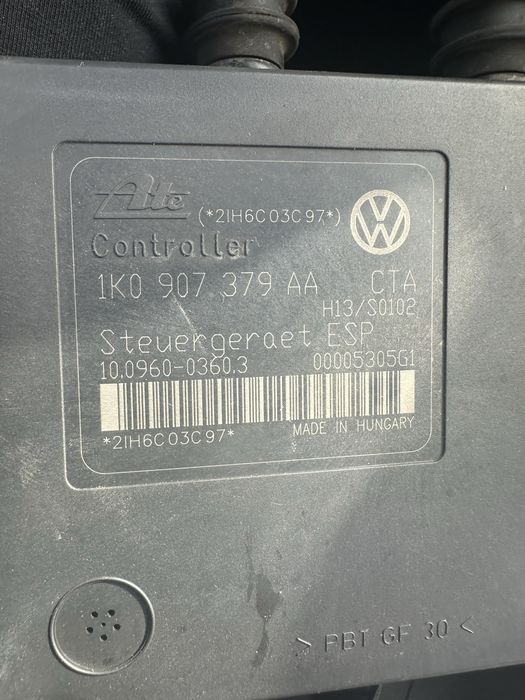 Ate (*2IH6C03C97*)
Controller
1K0 907 379 AA CTA
H13/S0102
Steuergeraet ESP
10.0960-0360.3 00005305G1
*2IH6C03C97* MADE IN HUNGARY
> PBT GF 30 <